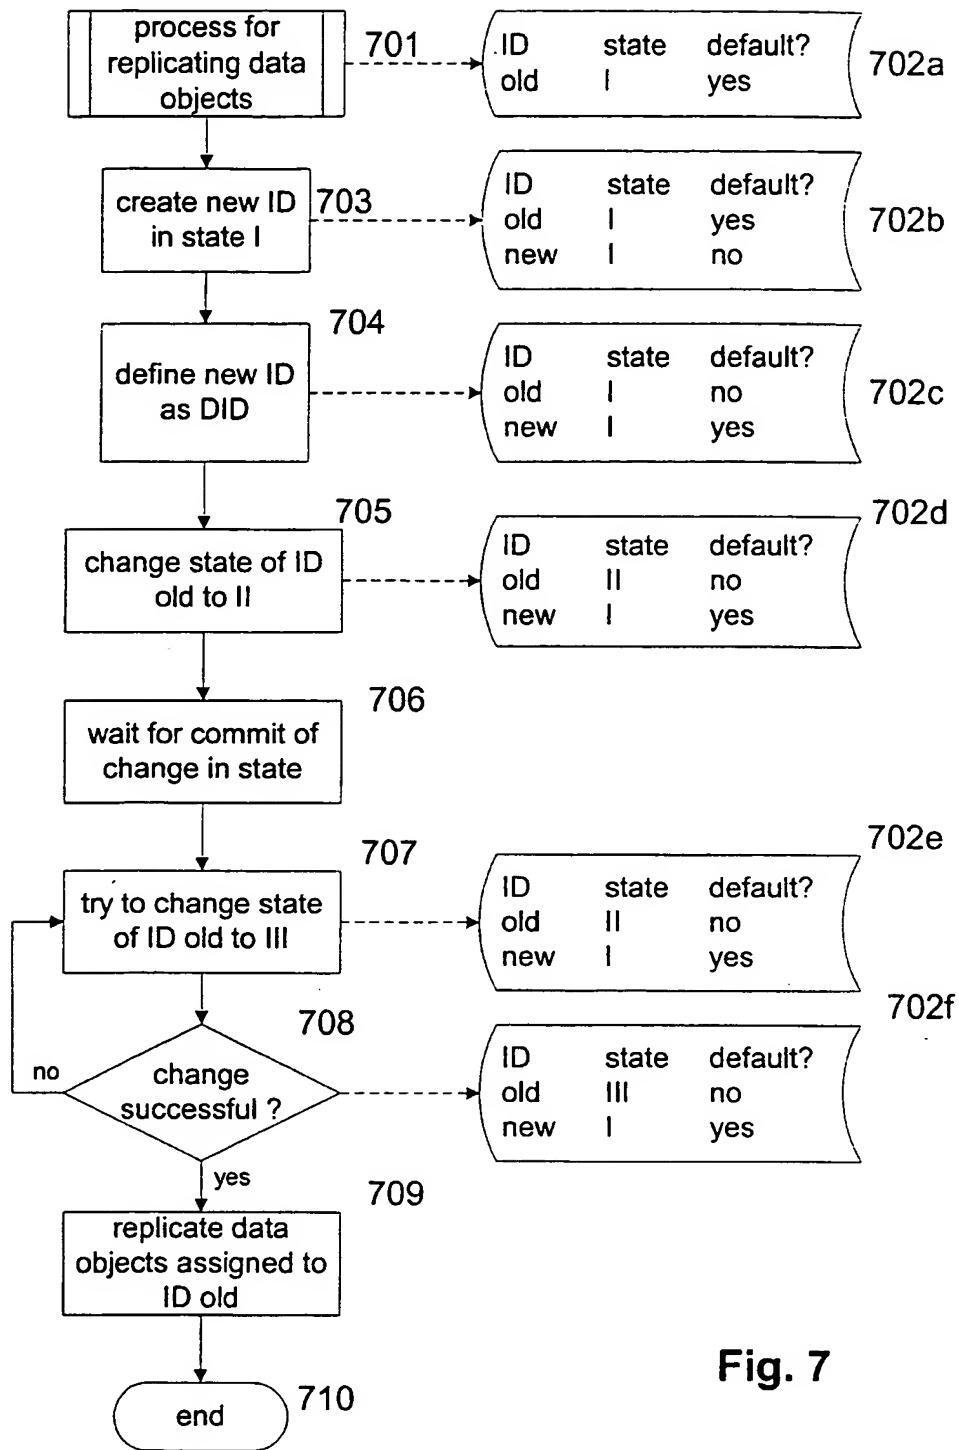 process for
replicating data
objects
701
ID state default?
old I yes
702a
create new ID
in state I
703
ID state default?
old I yes
new I no
702b
704
define new ID
as DID
ID state default?
old I no
new I yes
702c
705
change state of ID
old to II
702d
ID state default?
old II no
new I yes
706
wait for commit of
change in state
707
try to change state
of ID old to III
702e
ID state default?
old II no
new I yes
708
no
change
successful ?
yes
702f
ID state default?
old III no
new I yes
709
replicate data
objects assigned to
ID old
710
end
Fig. 7